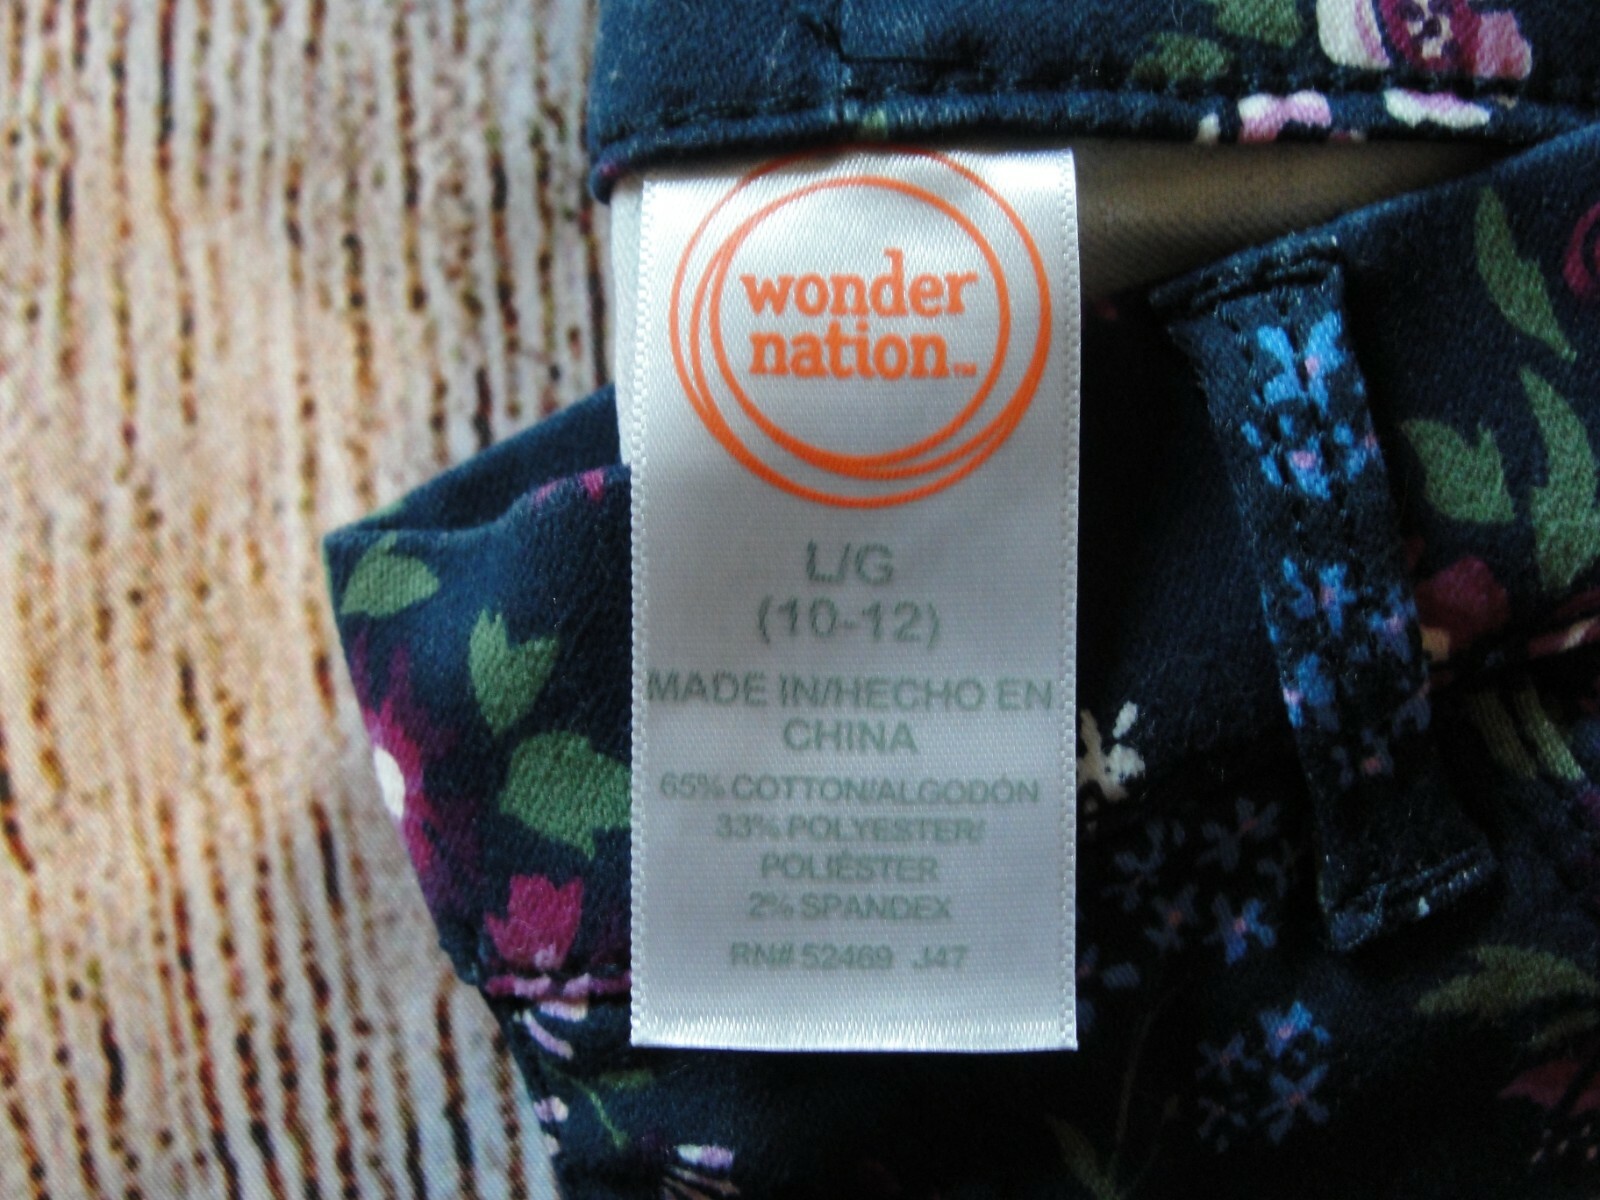 wonder
nation™
L/G
(10-12)
MADE IN/HECHO EN
CHINA
65% COTTON/ALGODÓN
33% POLYESTER/
POLIÉSTER
2% SPANDEX
RN# 52469 J47